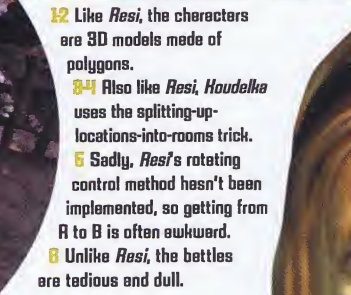 1-2 Like Resi, the characters
are 3D models made of
polygons.
3-4 Also like Resi, Houdelka
uses the splitting-up-
locations-into-rooms trick.
5 Sadly, Resi's rotating
control method hasn't been
implemented, so getting from
A to B is often awkward.
6 Unlike Resi, the battles
are tedious and dull.